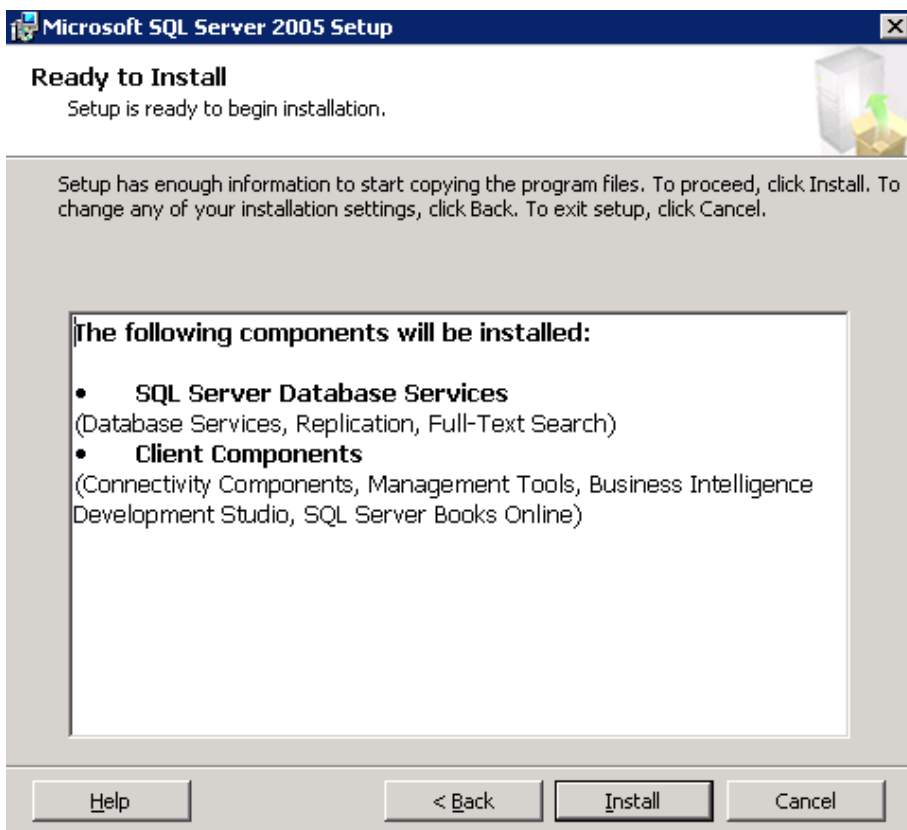 Microsoft SQL Server 2005 Setup
Ready to Install
Setup is ready to begin installation.
Setup has enough information to start copying the program files. To proceed, click Install. To
change any of your installation settings, click Back. To exit setup, click Cancel.
The following components will be installed:
• SQL Server Database Services
(Database Services, Replication, Full-Text Search)
• Client Components
(Connectivity Components, Management Tools, Business Intelligence
Development Studio, SQL Server Books Online)
Help < Back Install Cancel